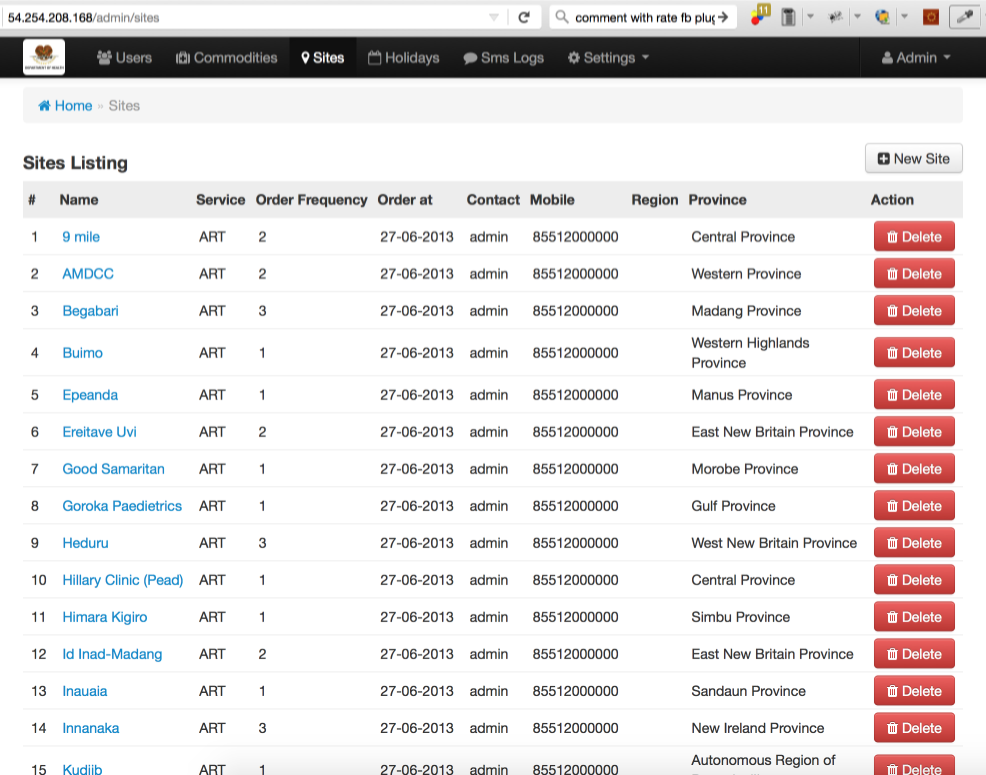 54.254.208.168/admin/sites
comment with rate fb plug
11
Users Commodities Sites Holidays Sms Logs Settings Admin
DEPARTMENT OF HEALTH
Home » Sites
Sites Listing
New Site
# Name Service Order Frequency Order at Contact Mobile Region Province Action
1 9 mile ART 2 27-06-2013 admin 85512000000 Central Province Delete
2 AMDCC ART 2 27-06-2013 admin 85512000000 Western Province Delete
3 Begabari ART 3 27-06-2013 admin 85512000000 Madang Province Delete
4 Buimo ART 1 27-06-2013 admin 85512000000 Western Highlands Province Delete
5 Epeanda ART 1 27-06-2013 admin 85512000000 Manus Province Delete
6 Ereitave Uvi ART 2 27-06-2013 admin 85512000000 East New Britain Province Delete
7 Good Samaritan ART 1 27-06-2013 admin 85512000000 Morobe Province Delete
8 Goroka Paedietrics ART 1 27-06-2013 admin 85512000000 Gulf Province Delete
9 Heduru ART 3 27-06-2013 admin 85512000000 West New Britain Province Delete
10 Hillary Clinic (Pead) ART 1 27-06-2013 admin 85512000000 Central Province Delete
11 Himara Kigiro ART 1 27-06-2013 admin 85512000000 Simbu Province Delete
12 Id Inad-Madang ART 2 27-06-2013 admin 85512000000 East New Britain Province Delete
13 Inauaia ART 1 27-06-2013 admin 85512000000 Sandaun Province Delete
14 Innanaka ART 3 27-06-2013 admin 85512000000 New Ireland Province Delete
15 Kudjib ART 1 27-06-2013 admin 85512000000 Autonomous Region of Delete